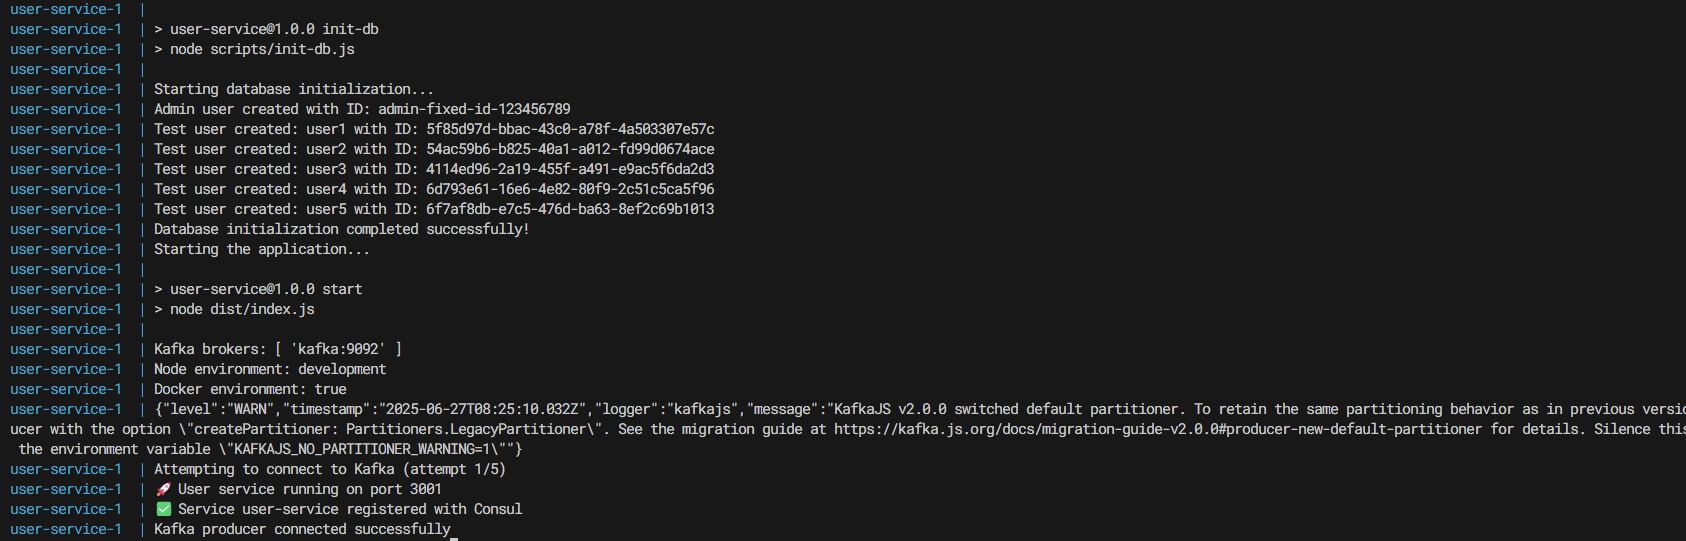 user-service-1 |
user-service-1 | > user-service@1.0.0 init-db
user-service-1 | > node scripts/init-db.js
user-service-1 |
user-service-1 | Starting database initialization...
user-service-1 | Admin user created with ID: admin-fixed-id-123456789
user-service-1 | Test user created: user1 with ID: 5f85d97d-bbac-43c0-a78f-4a503307e57c
user-service-1 | Test user created: user2 with ID: 54ac59b6-b825-40a1-a012-fd99d0674ace
user-service-1 | Test user created: user3 with ID: 4114ed96-2a19-455f-a491-e9ac5f6da2d3
user-service-1 | Test user created: user4 with ID: 6d793e61-16e6-4e82-80f9-2c51c5ca5f96
user-service-1 | Test user created: user5 with ID: 6f7af8db-e7c5-476d-ba63-8ef2c69b1013
user-service-1 | Database initialization completed successfully!
user-service-1 | Starting the application...
user-service-1 |
user-service-1 | > user-service@1.0.0 start
user-service-1 | > node dist/index.js
user-service-1 |
user-service-1 | Kafka brokers: [ 'kafka:9092' ]
user-service-1 | Node environment: development
user-service-1 | Docker environment: true
user-service-1 | {"level":"WARN","timestamp":"2025-06-27T08:25:10.032Z","logger":"kafkajs","message":"KafkaJS v2.0.0 switched default partitioner. To retain the same partitioning behavior as in previous versio
ucer with the option \"createPartitioner: Partitioners.LegacyPartitioner\". See the migration guide at https://kafka.js.org/docs/migration-guide-v2.0.0#producer-new-default-partitioner for details. Silence this
the environment variable \"KAFKAJS_NO_PARTITIONER_WARNING=1\""}
user-service-1 | Attempting to connect to Kafka (attempt 1/5)
user-service-1 | 🚀 User service running on port 3001
user-service-1 | ✅ Service user-service registered with Consul
user-service-1 | Kafka producer connected successfully